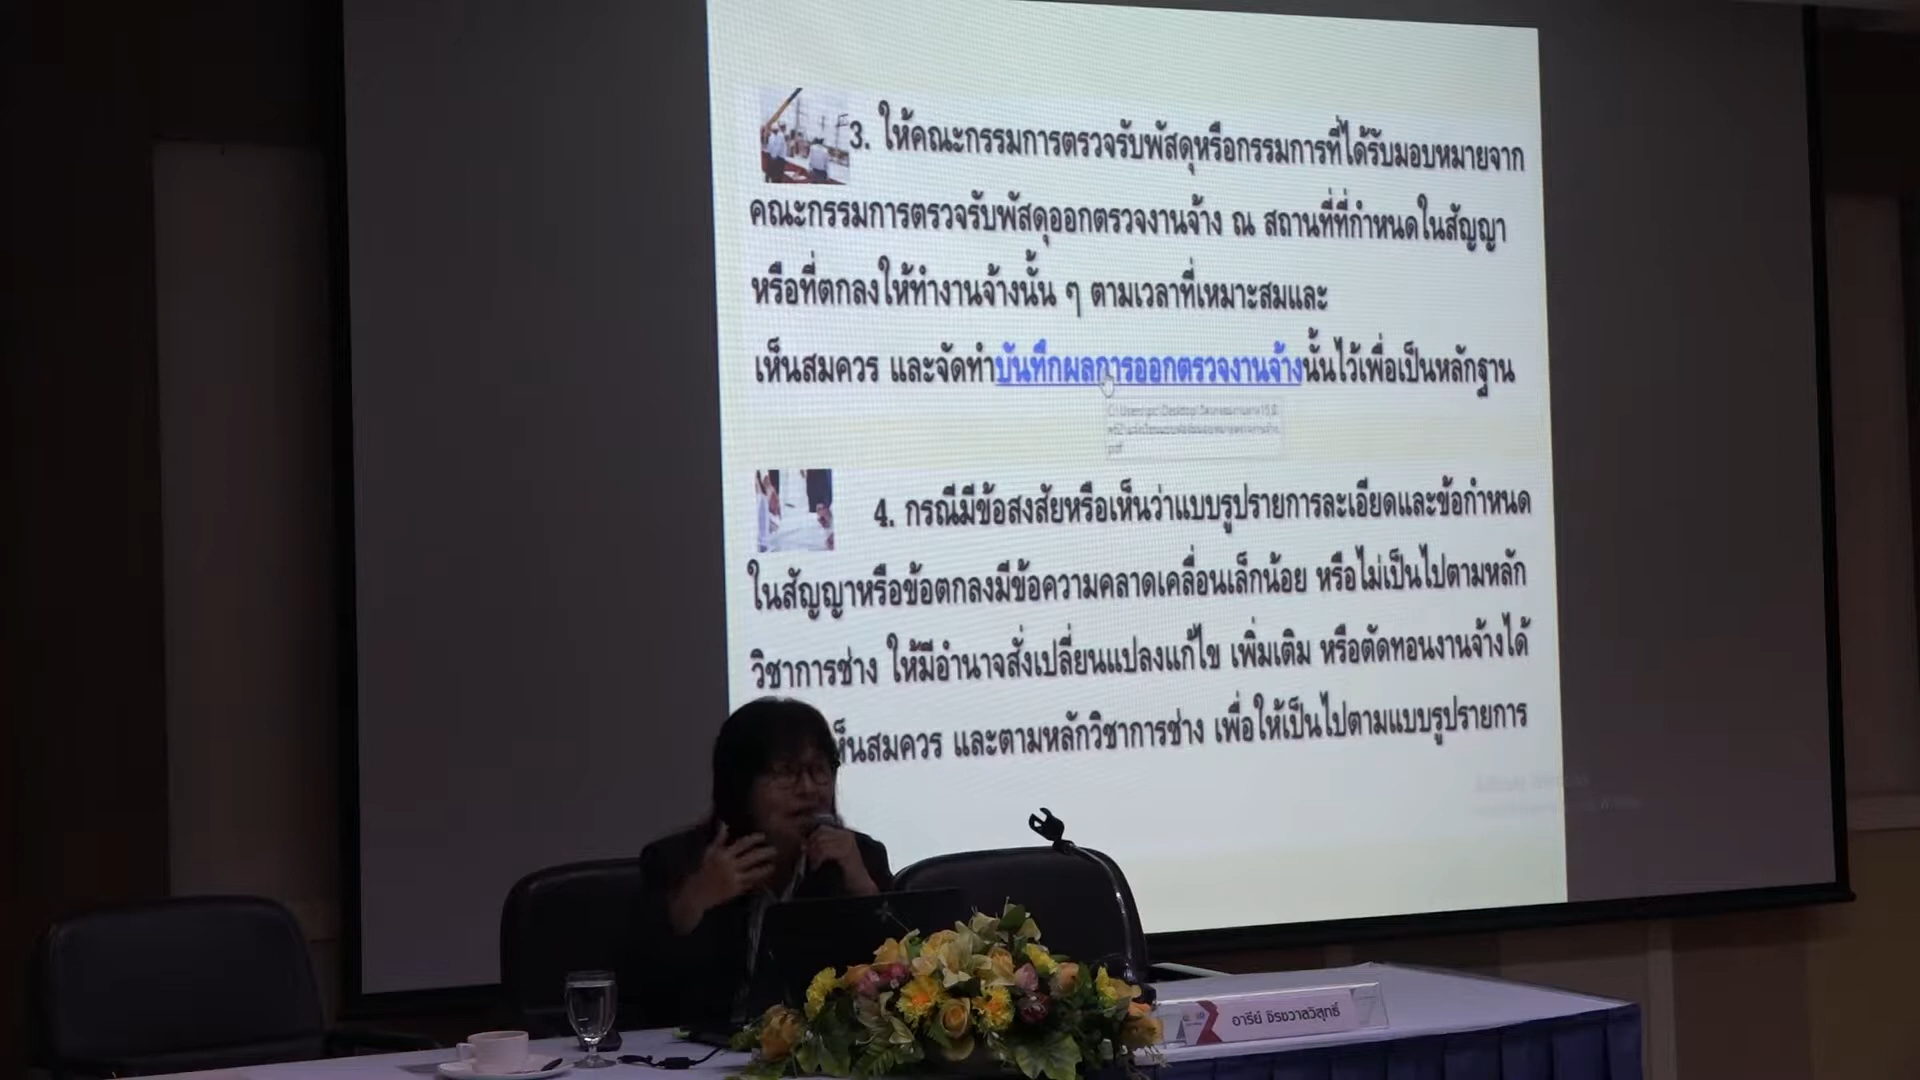 3. ให้คณะกรรมการตรวจรับพัสดุหรือกรรมการที่ได้รับมอบหมายจาก
คณะกรรมการตรวจรับพัสดุออกตรวจงานจ้าง ณ สถานที่ที่กำหนดในสัญญา
หรือที่ตกลงให้ทำงานจ้างนั้น ๆ ตามเวลาที่เหมาะสมและ
เห็นสมควร และจัดทำบันทึกผลการออกตรวจงานจ้างนั้นไว้เพื่อเป็นหลักฐาน
4. กรณีมีข้อสงสัยหรือเห็นว่าแบบรูปรายการละเอียดและข้อกำหนด
ในสัญญาหรือข้อตกลงมีข้อความคลาดเคลื่อนเล็กน้อย หรือไม่เป็นไปตามหลัก
วิชาการช่าง ให้มีอำนาจสั่งเปลี่ยนแปลงแก้ไข เพิ่มเติม หรือตัดทอนงานจ้างได้
เห็นสมควร และตามหลักวิชาการช่าง เพื่อให้เป็นไปตามแบบรูปรายการ
อารีย์ จิรชวาลวิสุทธิ์